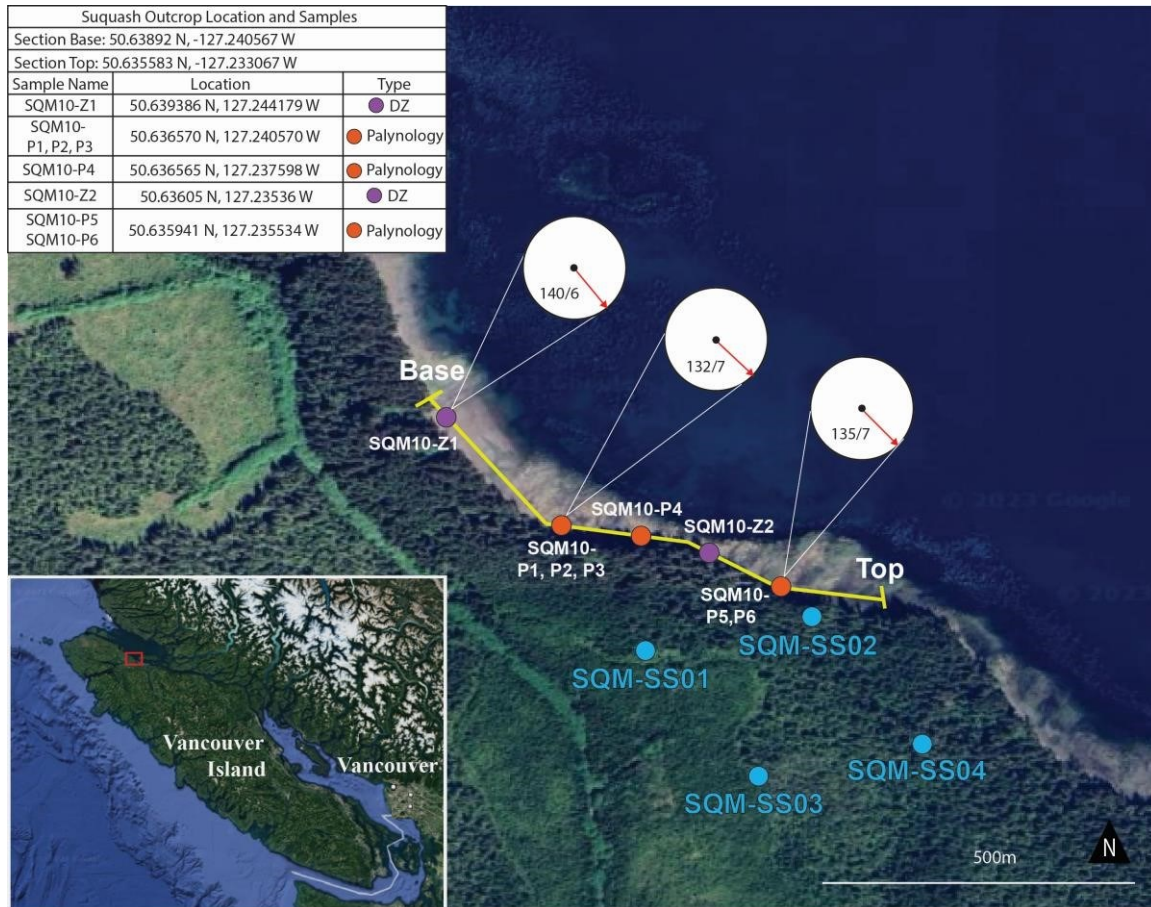 Suquash Outcrop Location and Samples
Section Base: 50.63892 N, -127.240567 W
Section Top: 50.635583 N, -127.233067 W
Sample Name Location Type
SQM10-Z1 50.639386 N, 127.244179 W DZ
SQM10-
P1, P2, P3 50.636570 N, 127.240570 W Palynology
SQM10-P4 50.636565 N, 127.237598 W Palynology
SQM10-Z2 50.63605 N, 127.23536 W DZ
SQM10-P5
SQM10-P6 50.635941 N, 127.235534 W Palynology
140/6
132/7
135/7
Base
SQM10-Z1
SQM10-P4
SQM10-Z2
SQM10-
P1, P2, P3
Top
SQM10-
P5,P6
SQM-SS02
SQM-SS01
SQM-SS04
SQM-SS03
Vancouver
Island
Vancouver
500m
N